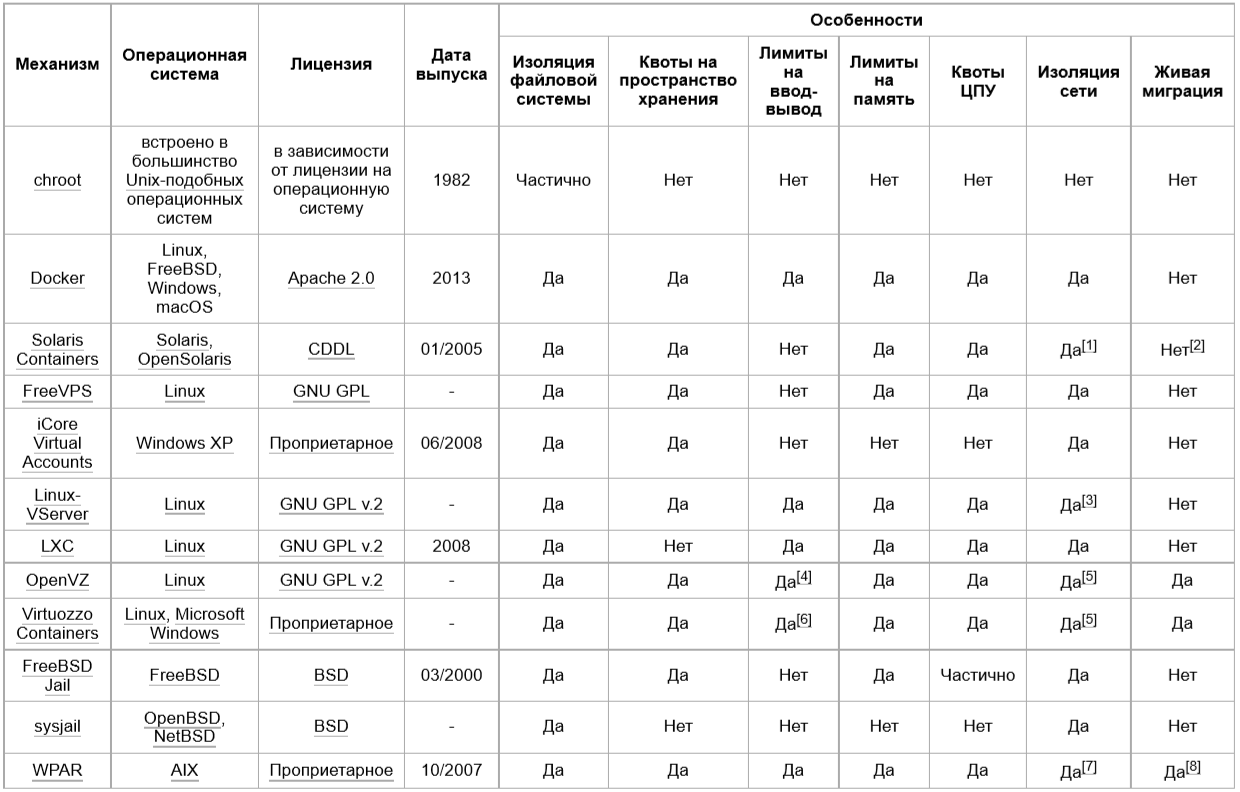 Механизм
Операционная
система
Лицензия
Дата
выпуска
Особенности
Изоляция
файловой
системы
Квоты на
пространство
хранения
Лимиты
на
ввод-
вывод
Лимиты
на
память
Квоты
ЦПУ
Изоляция
сети
Живая
миграция
chroot
встроено в
большинство
Unix-подобных
операционных
систем
в зависимости
от лицензии на
операционную
систему
1982
Частично
Нет
Нет
Нет
Нет
Нет
Нет
Docker
Linux,
FreeBSD,
Windows,
macOS
Apache 2.0
2013
Да
Да
Да
Да
Да
Да
Нет
Solaris
Containers
Solaris,
OpenSolaris
CDDL
01/2005
Да
Да
Нет
Да
Да
Да[1]
Нет[2]
FreeVPS
Linux
GNU GPL
-
Да
Да
Нет
Да
Да
Да
Нет
iCore
Virtual
Accounts
Windows XP
Проприетарное
06/2008
Да
Да
Нет
Нет
Нет
Да
Нет
Linux-
VServer
Linux
GNU GPL v.2
-
Да
Да
Да
Да
Да
Да[3]
Нет
LXC
Linux
GNU GPL v.2
2008
Да
Нет
Да
Да
Да
Да
Нет
OpenVZ
Linux
GNU GPL v.2
-
Да
Да
Да[4]
Да
Да
Да[5]
Да
Virtuozzo
Containers
Linux, Microsoft
Windows
Проприетарное
-
Да
Да
Да[6]
Да
Да
Да[5]
Да
FreeBSD
Jail
FreeBSD
BSD
03/2000
Да
Да
Нет
Да
Частично
Да
Нет
sysjail
OpenBSD,
NetBSD
BSD
-
Да
Нет
Нет
Нет
Нет
Да
Нет
WPAR
AIX
Проприетарное
10/2007
Да
Да
Да
Да
Да
Да[7]
Да[8]